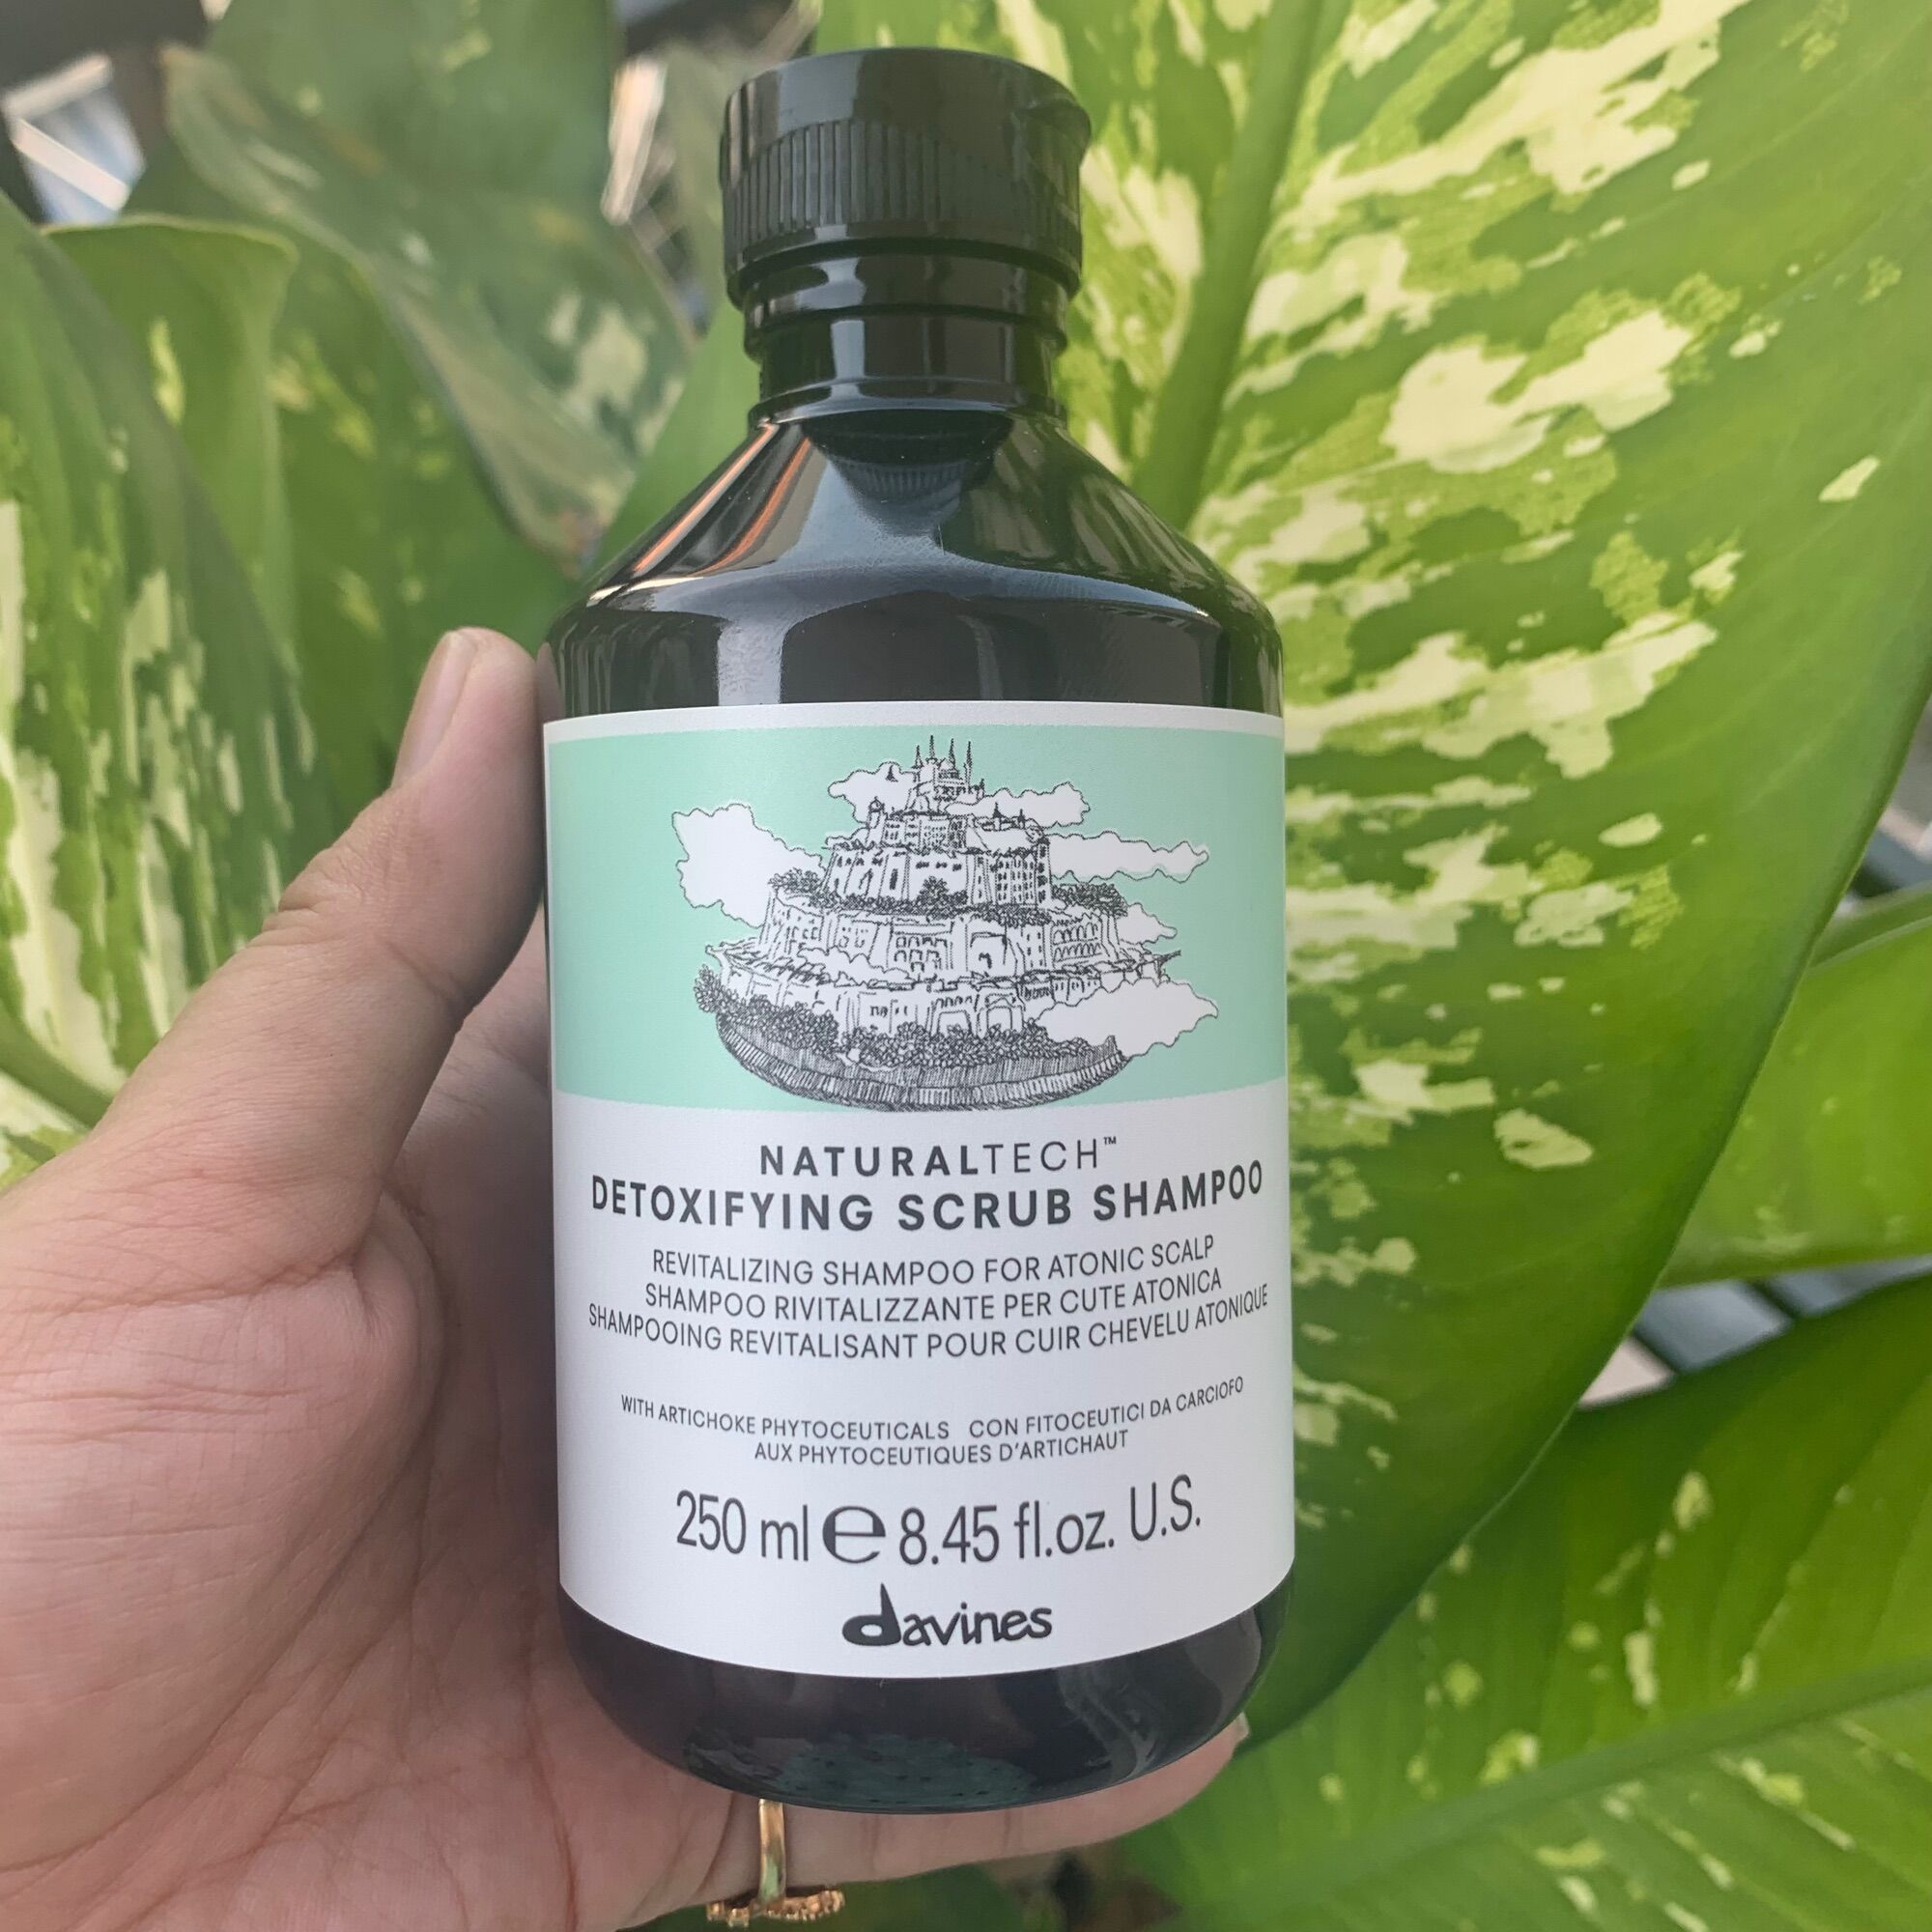 NATURALTECH™
DETOXIFYING SCRUB SHAMPOO
REVITALIZING SHAMPOO FOR ATONIC SCALP
SHAMPOO RIVITALIZZANTE PER CUTE ATONICA
SHAMPOOING REVITALISANT POUR CUIR CHEVELU ATONIQUE
WITH ARTICHOKE PHYTOCEUTICALS CON FITOCEUTICI DA CARCIOFO
AUX PHYTOCEUTIQUES D'ARTICHAUT
250 ml e 8.45 fl.oz. U.S.
davines